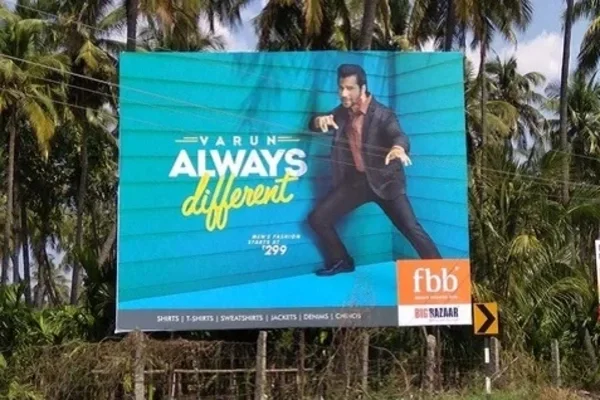 VARUN
ALWAYS
different
MEN'S FASHION
STARTS AT
₹299
fbb
BIG BAZAAR
SHIRTS | T-SHIRTS | SWEATSHIRTS | JACKETS | DENIMS | CHINOS